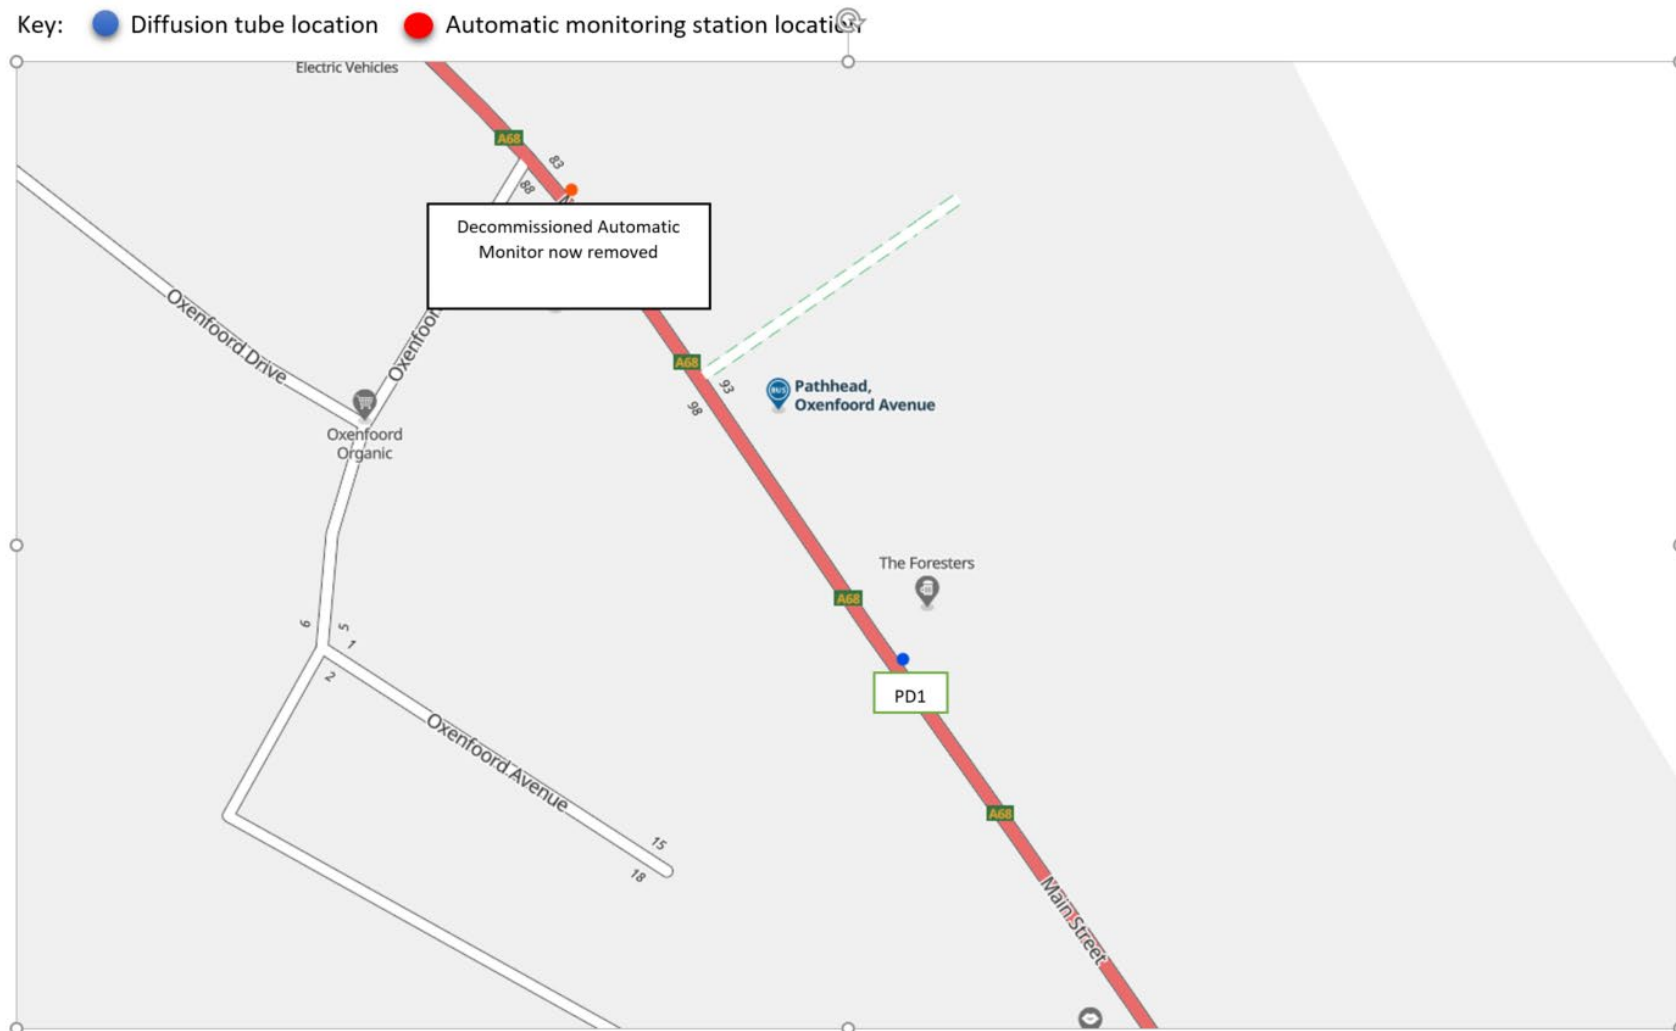 Key: Diffusion tube location Automatic monitoring station location
Electric Vehicles
A68
83
88
Decommissioned Automatic
Monitor now removed
Oxenfoord Drive
Oxenfoor
A68
93
98
Pathhead,
Oxenfoord Avenue
BUS
Oxenfoord
Organic
The Foresters
A68
6
5
1
2
PD1
Oxenfoord Avenue
A68
15
18
Main Street